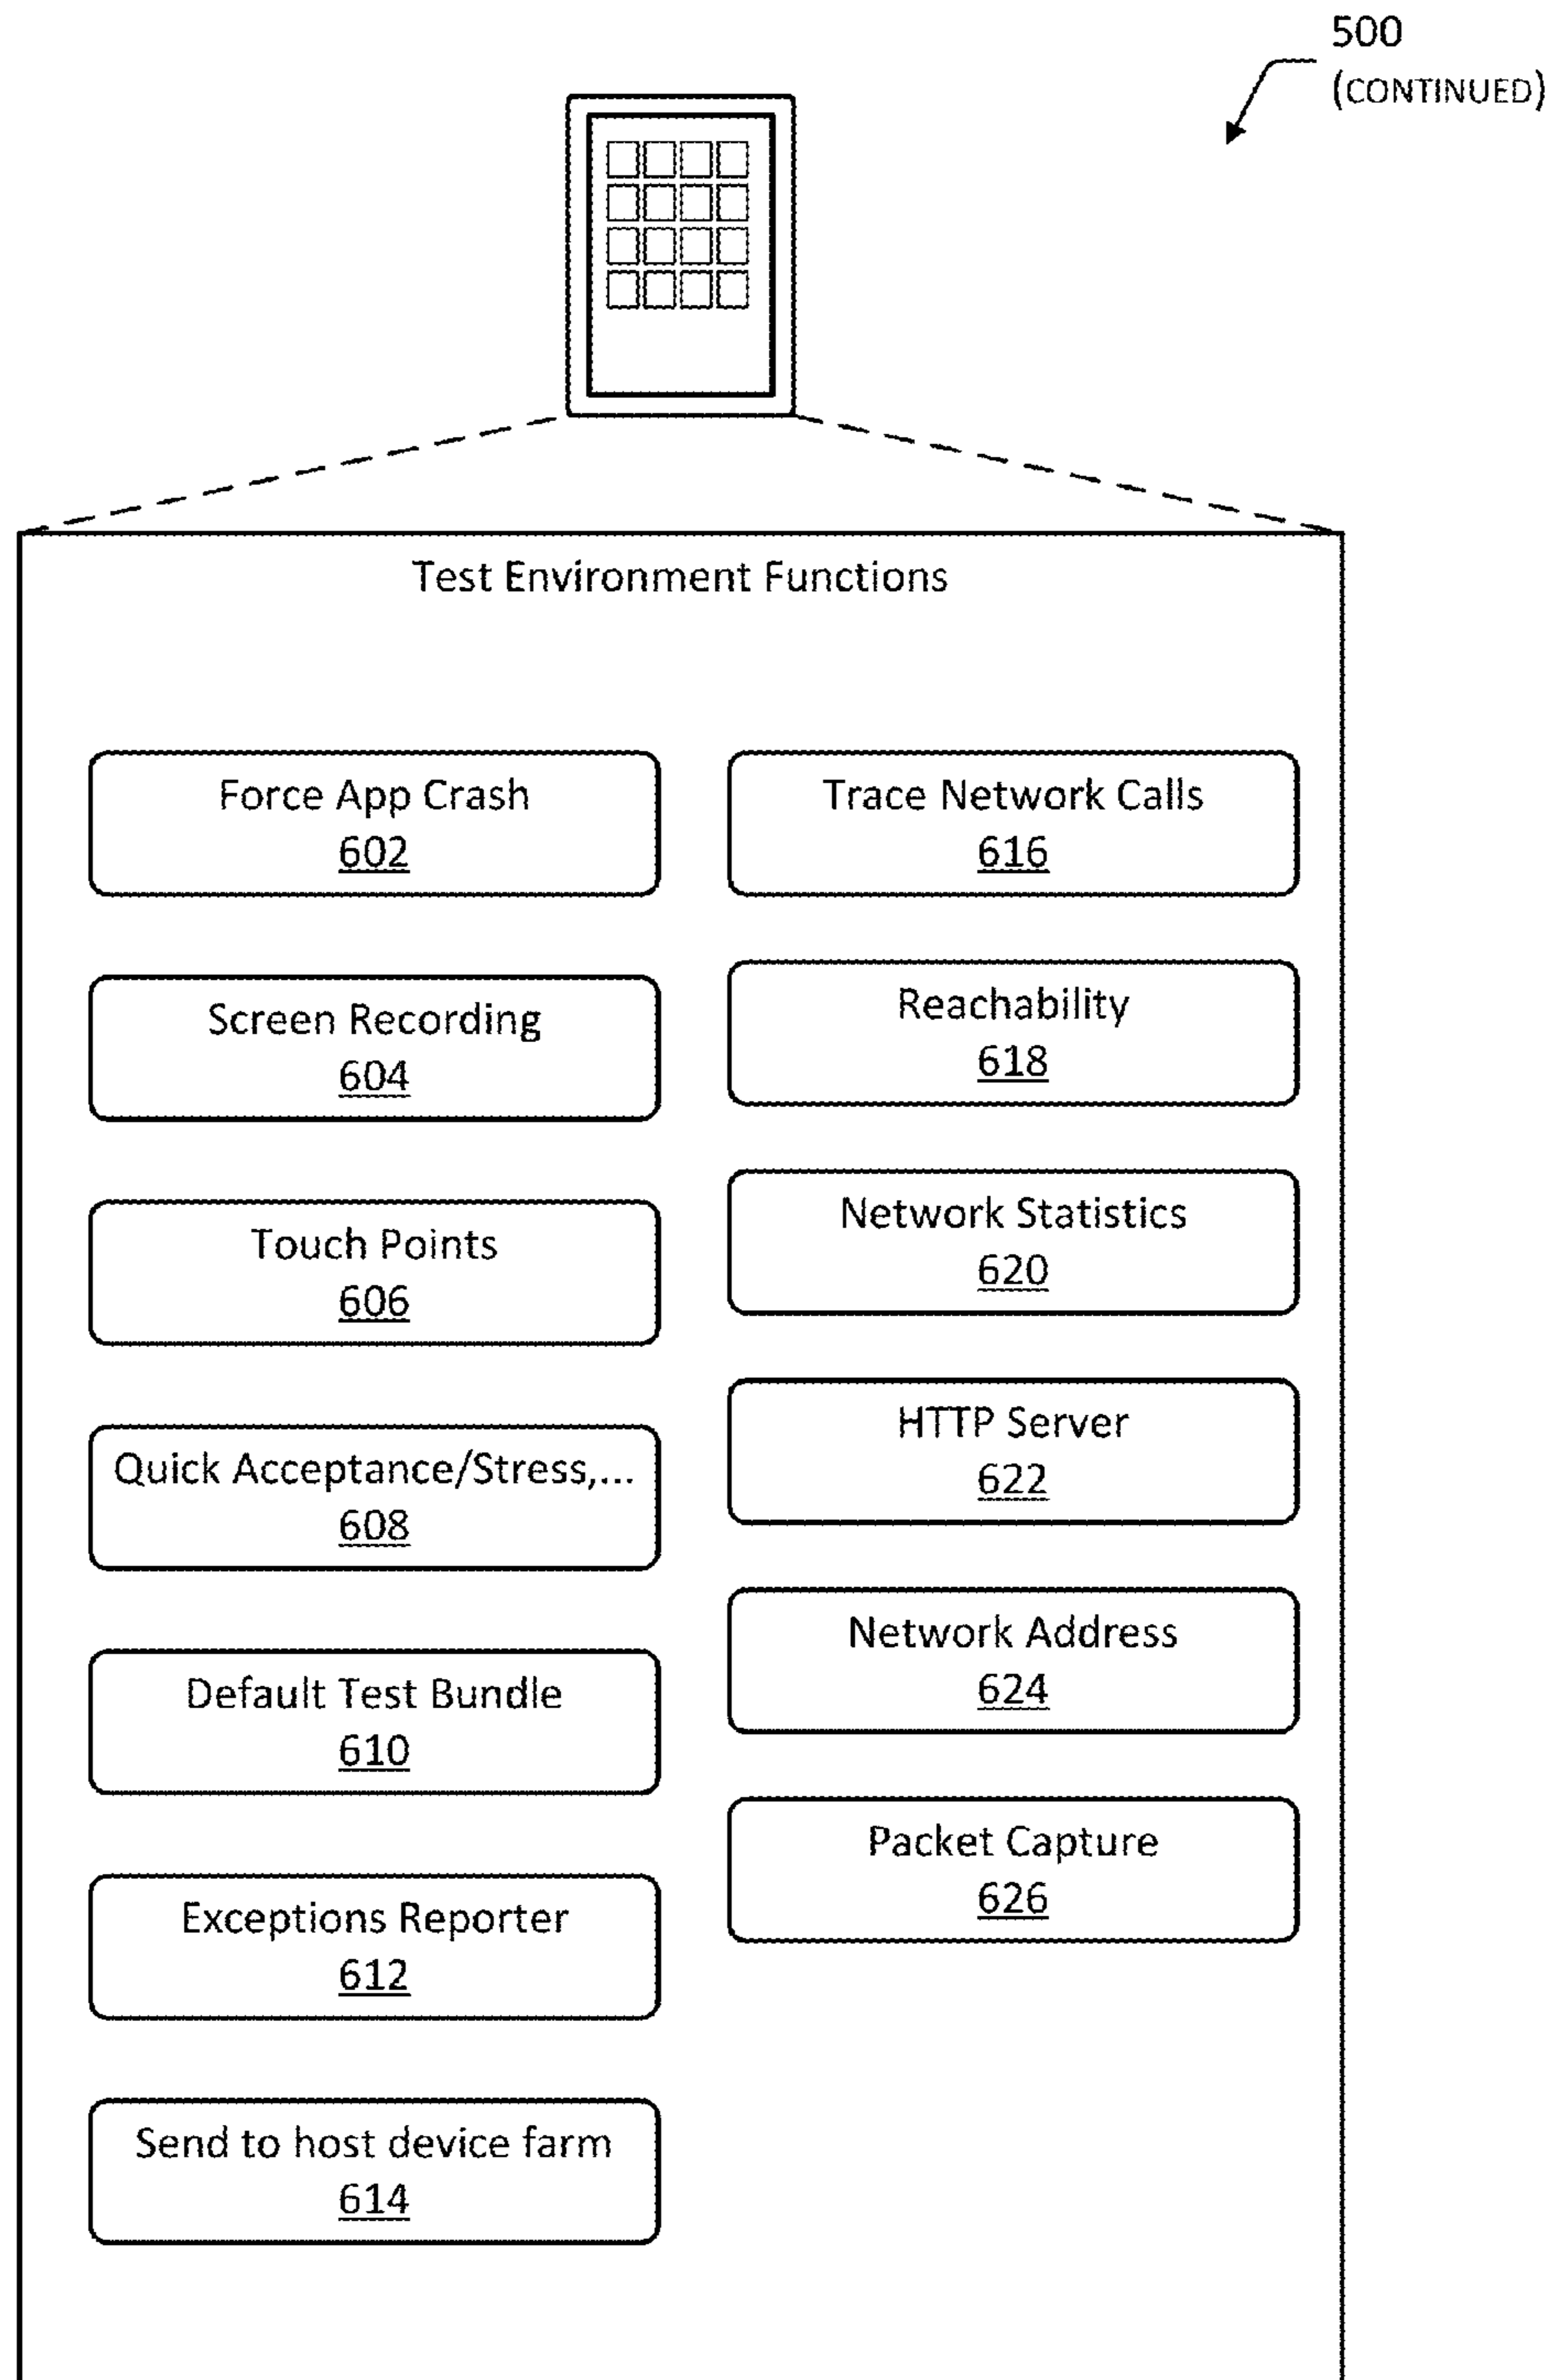 500
(CONTINUED)
Test Environment Functions
Force App Crash
602
Screen Recording
604
Touch Points
606
Quick Acceptance/Stress,...
608
Default Test Bundle
610
Exceptions Reporter
612
Send to host device farm
614
Trace Network Calls
616
Reachability
618
Network Statistics
620
HTTP Server
622
Network Address
624
Packet Capture
626